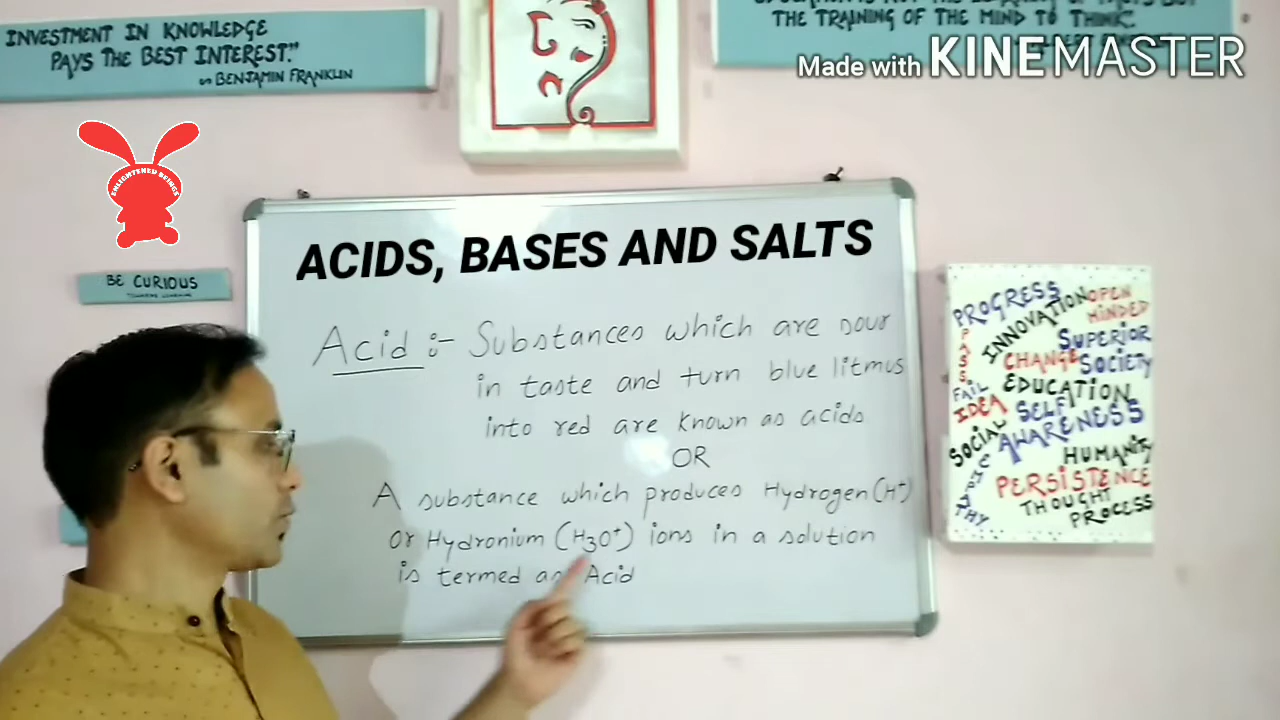 INVESTMENT IN KNOWLEDGE
PAYS THE BEST INTEREST."
BENJAMIN FRANKLIN
THE TRAINING OF THE MIND TO THINK
Made with KINEMASTER
ENLIGHTENED BEINGS
BE CURIOUS
ACIDS, BASES AND SALTS
Acid :- Substances which are sour
in taste and turn blue litmus
into red are known as acids
OR
A substance which produces Hydrogen (H+)
or Hydronium (H3O+) ions in a solution
is termed as Acid
PROGRESS
INNOVATION
OPEN
MINDED
PASS
SUPERIOR
CHANGE
SOCIETY
FAIL
EDUCATION
IDEA
SELF
SOCIAL
AWARENESS
HUMANITY
PERSISTENCE
THOUGHT
PROCESS